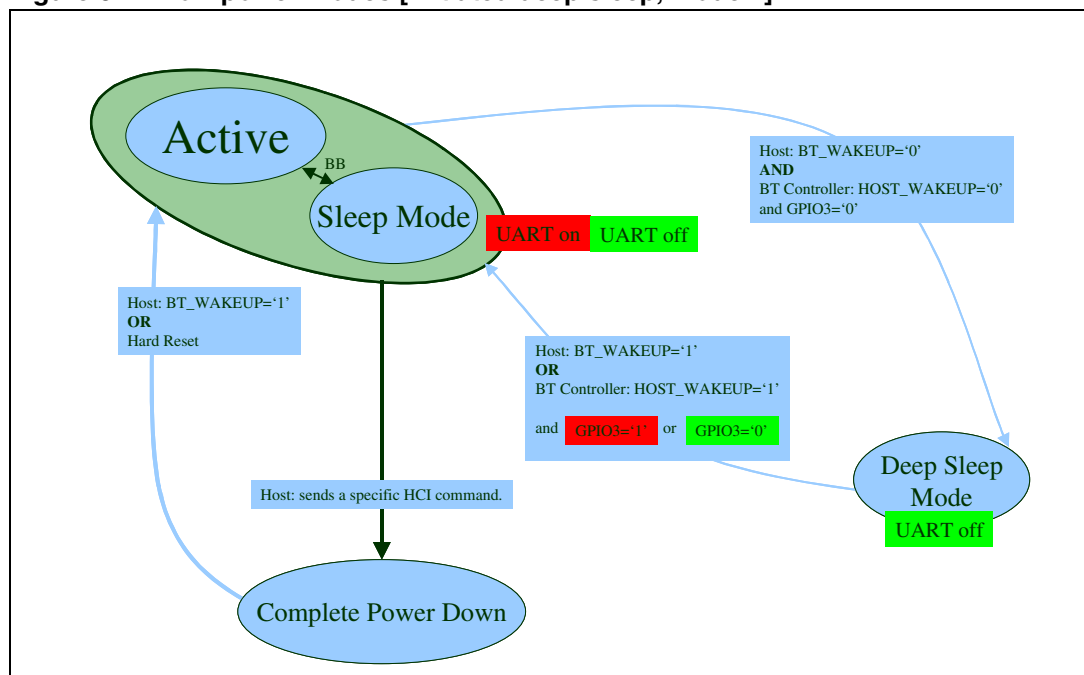 Active
BB
Sleep Mode
UART on UART off
Host: BT_WAKEUP=‘0’
AND
BT Controller: HOST_WAKEUP=‘0’
and GPIO3=‘0’
Host: BT_WAKEUP=‘1’
OR
Hard Reset
Host: BT_WAKEUP=‘1’
OR
BT Controller: HOST_WAKEUP=‘1’
and GPIO3=‘1’ or GPIO3=‘0’
Deep Sleep
Mode
UART off
Host: sends a specific HCI command.
Complete Power Down